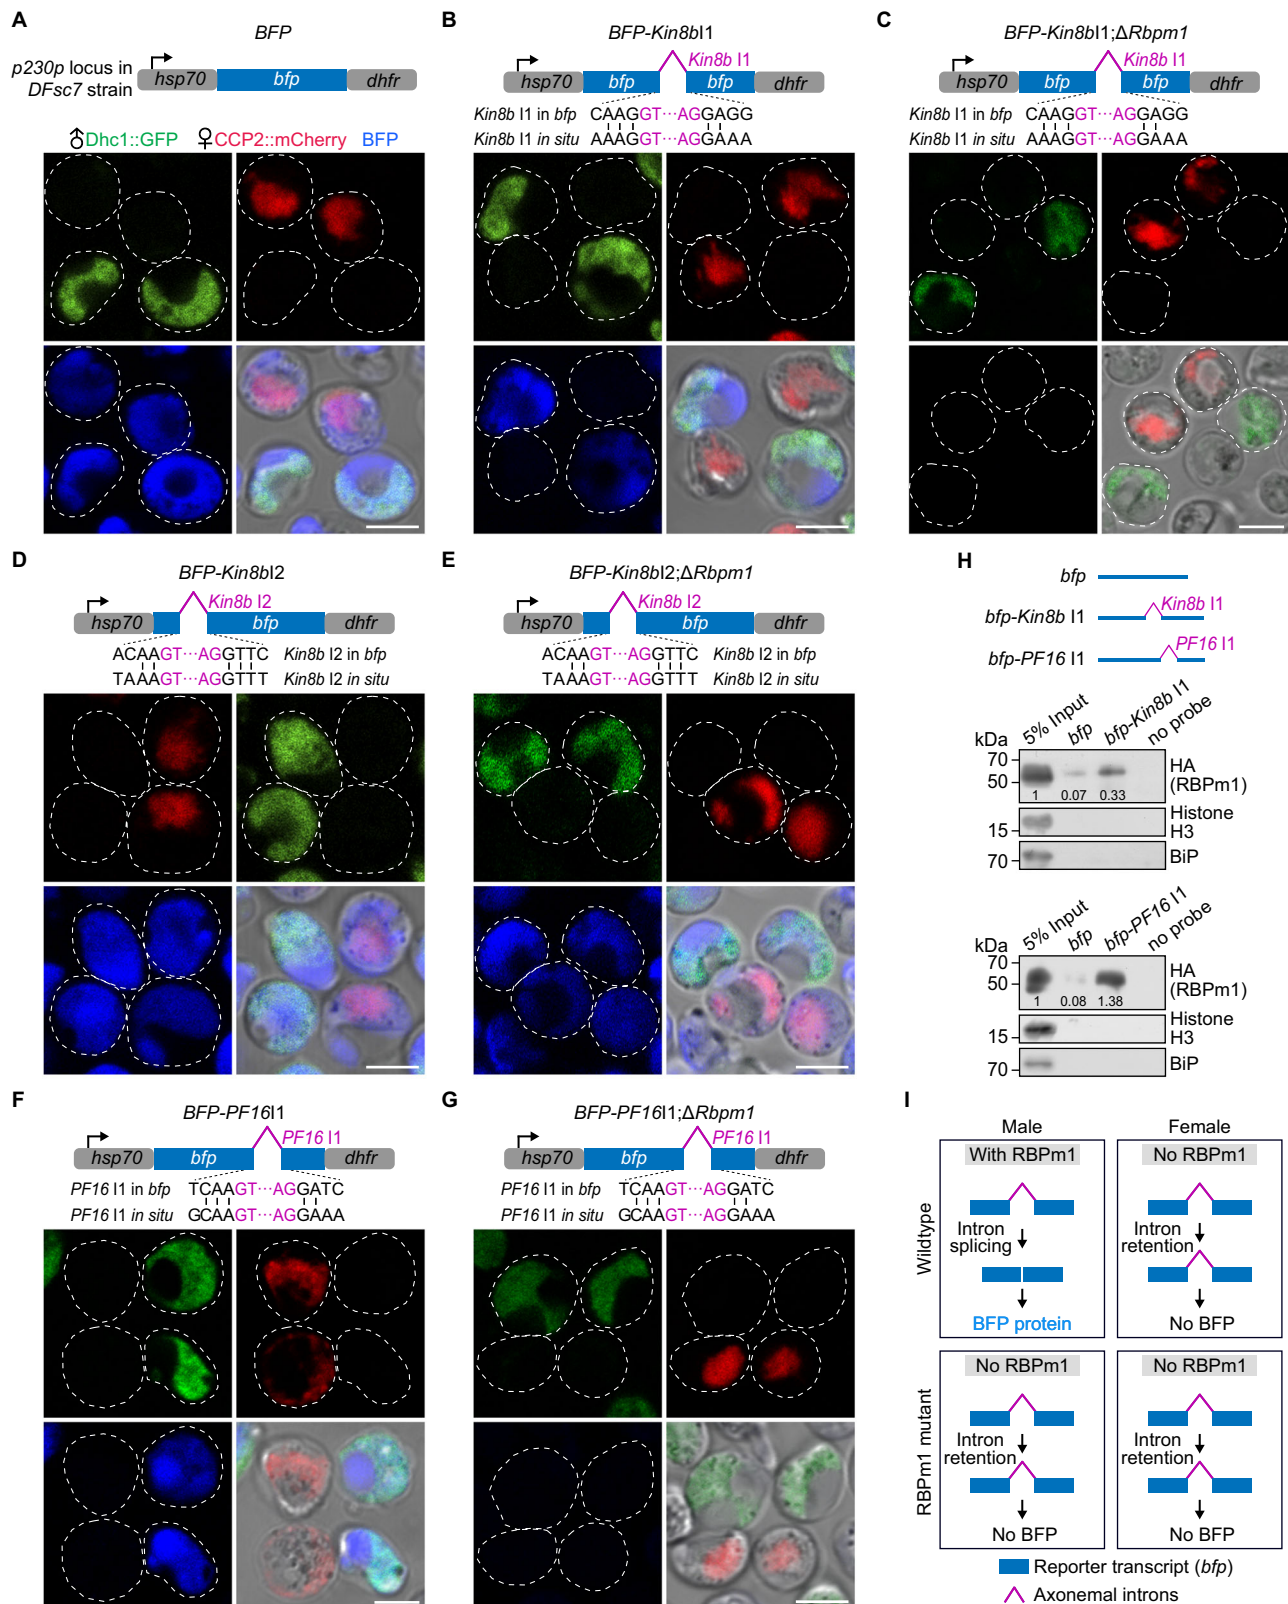 A
BFP
p230p locus in
DFsc7 strain
hsp70
bfp
dhfr
♂Dhc1::GFP ♀CCP2::mCherry BFP
B
BFP-Kin8bI1
Kin8b I1
hsp70
bfp
bfp
dhfr
Kin8b I1 in bfp
CAAGGT···AGGAGG
Kin8b I1 in situ
AAAGGT···AGGAAA
C
BFP-Kin8bI1;ΔRbpm1
Kin8b I1
hsp70
bfp
bfp
dhfr
Kin8b I1 in bfp
CAAGGT···AGGAGG
Kin8b I1 in situ
AAAGGT···AGGAAA
D
BFP-Kin8bI2
Kin8b I2
hsp70
bfp
dhfr
ACAAGT···AGGTTC
Kin8b I2 in bfp
TAAAGT···AGGTTT
Kin8b I2 in situ
E
BFP-Kin8bI2;ΔRbpm1
Kin8b I2
hsp70
bfp
dhfr
ACAAGT···AGGTTC
Kin8b I2 in bfp
TAAAGT···AGGTTT
Kin8b I2 in situ
F
BFP-PF16I1
PF16 I1
hsp70
bfp
dhfr
PF16 I1 in bfp
TCAAGT···AGGATC
PF16 I1 in situ
GCAAGT···AGGAAA
G
BFP-PF16I1;ΔRbpm1
PF16 I1
hsp70
bfp
dhfr
PF16 I1 in bfp
TCAAGT···AGGATC
PF16 I1 in situ
GCAAGT···AGGAAA
H
bfp
bfp-Kin8b I1
Kin8b I1
bfp-PF16 I1
PF16 I1
5% Input
bfp
bfp-Kin8b I1
no probe
kDa
70
50
1 0.07 0.33
HA
(RBPm1)
15
Histone
H3
70
BiP
5% Input
bfp
bfp-PF16 I1
no probe
kDa
70
50
1 0.08 1.38
HA
(RBPm1)
15
Histone
H3
70
BiP
I
Male
Female
Wildtype
With RBPm1
Intron
splicing
BFP protein
No RBPm1
Intron
retention
No BFP
RBPm1 mutant
No RBPm1
Intron
retention
No BFP
No RBPm1
Intron
retention
No BFP
Reporter transcript (bfp)
Axonemal introns